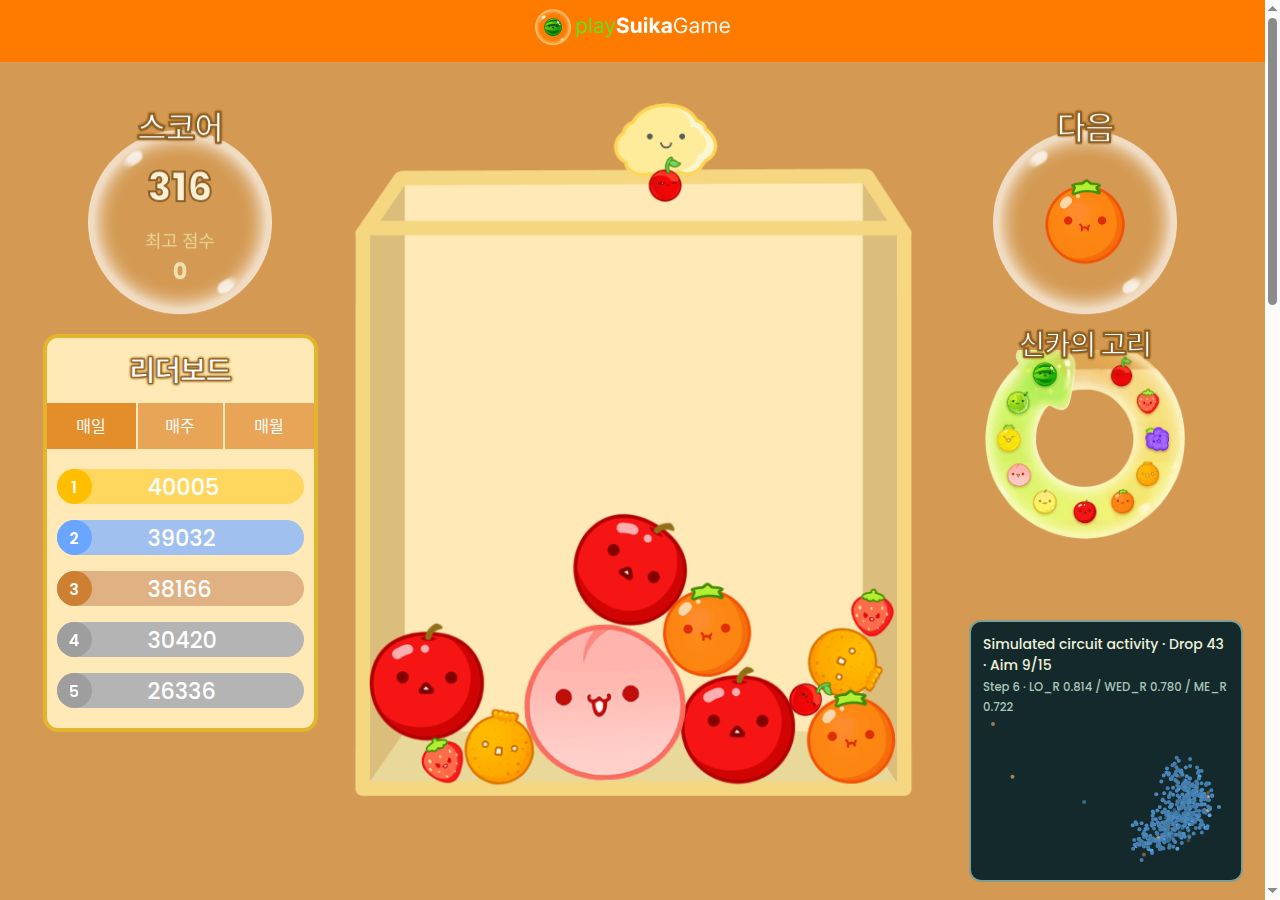 playSuikaGame
스코어
316
최고 점수
0
리더보드
매일
매주
매월
1 40005
2 39032
3 38166
4 30420
5 26336
다음
신카의 고리
Simulated circuit activity · Drop 43
· Aim 9/15
Step 6 · LO_R 0.814 / WED_R 0.780 / ME_R
0.722